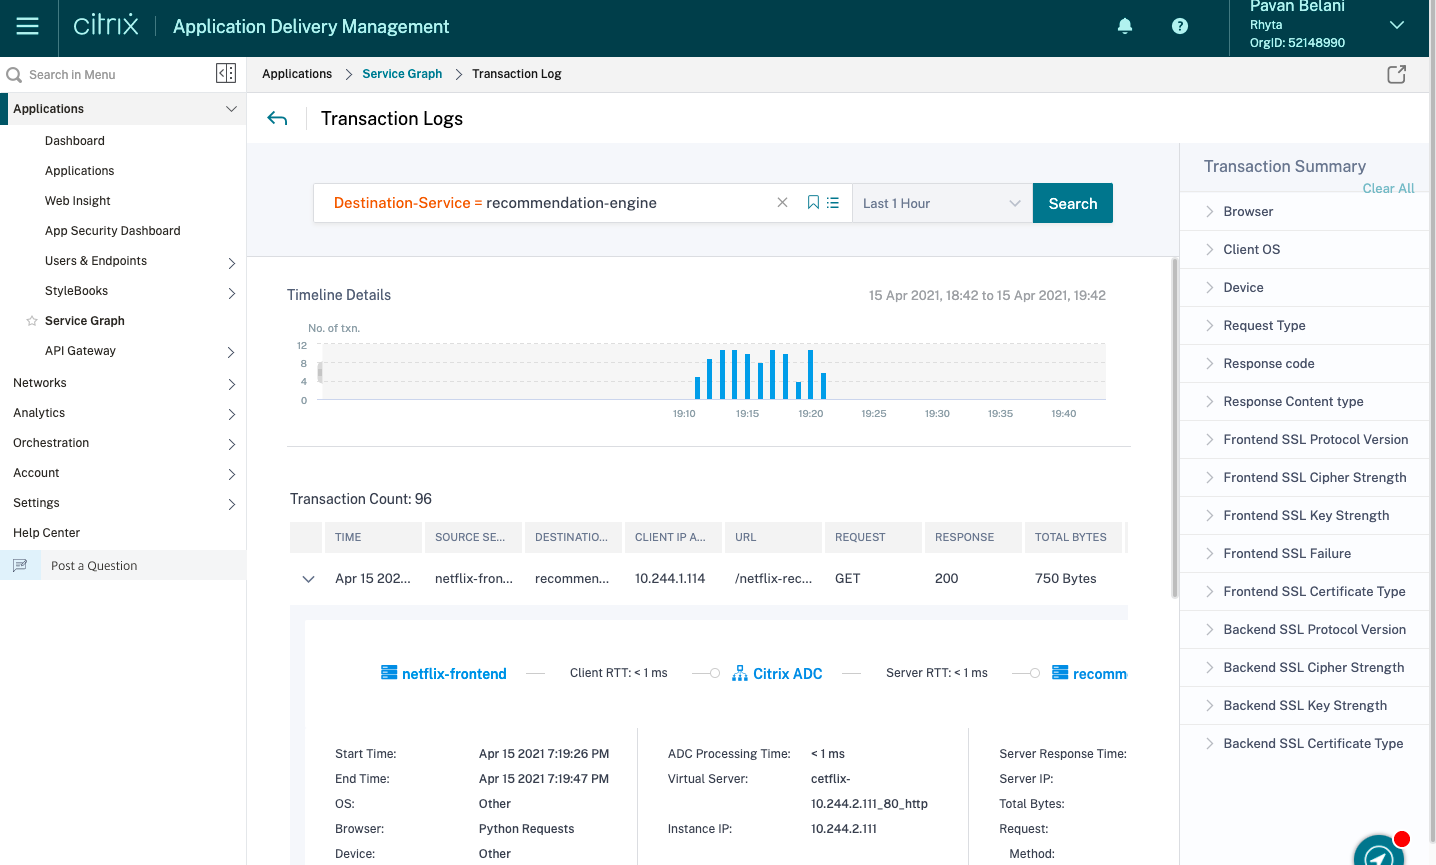 citrix
Application Delivery Management
Pavan Belani
Rhyta
OrgID: 52148990
Search in Menu
Applications
Dashboard
Applications
Web Insight
App Security Dashboard
Users & Endpoints
StyleBooks
Service Graph
API Gateway
Networks
Analytics
Orchestration
Account
Settings
Help Center
Post a Question
Applications > Service Graph > Transaction Log
Transaction Logs
Destination-Service = recommendation-engine
Last 1 Hour
Search
Timeline Details
15 Apr 2021, 18:42 to 15 Apr 2021, 19:42
No. of txn.
12
8
4
0
19:10 19:15 19:20 19:25 19:30 19:35 19:40
Transaction Count: 96
TIME SOURCE SE... DESTINATIO... CLIENT IP A... URL REQUEST RESPONSE TOTAL BYTES
Apr 15 202... netflix-fron... recommen... 10.244.1.114 /netflix-rec... GET 200 750 Bytes
netflix-frontend Client RTT: < 1 ms Citrix ADC Server RTT: < 1 ms recomm
Start Time: Apr 15 2021 7:19:26 PM
End Time: Apr 15 2021 7:19:47 PM
OS: Other
Browser: Python Requests
Device: Other
ADC Processing Time: < 1 ms
Virtual Server: cetflix-
10.244.2.111_80_http
Instance IP: 10.244.2.111
Server Response Time:
Server IP:
Total Bytes:
Request:
Method:
Transaction Summary
Clear All
Browser
Client OS
Device
Request Type
Response code
Response Content type
Frontend SSL Protocol Version
Frontend SSL Cipher Strength
Frontend SSL Key Strength
Frontend SSL Failure
Frontend SSL Certificate Type
Backend SSL Protocol Version
Backend SSL Cipher Strength
Backend SSL Key Strength
Backend SSL Certificate Type